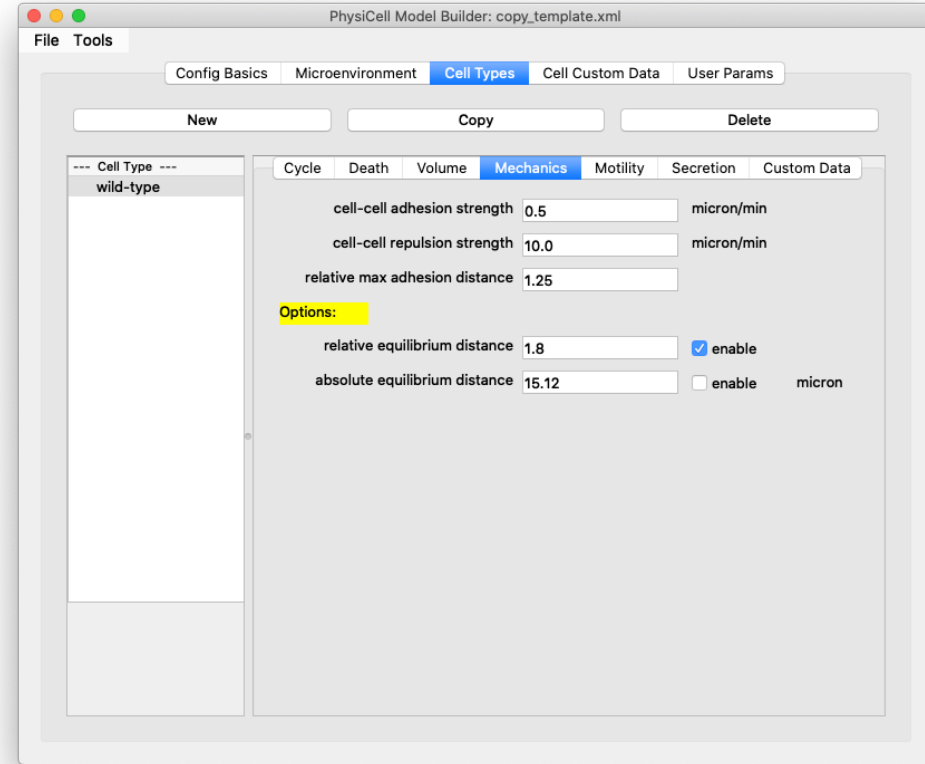 PhysiCell Model Builder: copy_template.xml
File Tools
Config Basics Microenvironment Cell Types Cell Custom Data User Params
New Copy Delete
--- Cell Type ---
wild-type
Cycle Death Volume Mechanics Motility Secretion Custom Data
cell-cell adhesion strength 0.5 micron/min
cell-cell repulsion strength 10.0 micron/min
relative max adhesion distance 1.25
Options:
relative equilibrium distance 1.8 enable
absolute equilibrium distance 15.12 enable micron